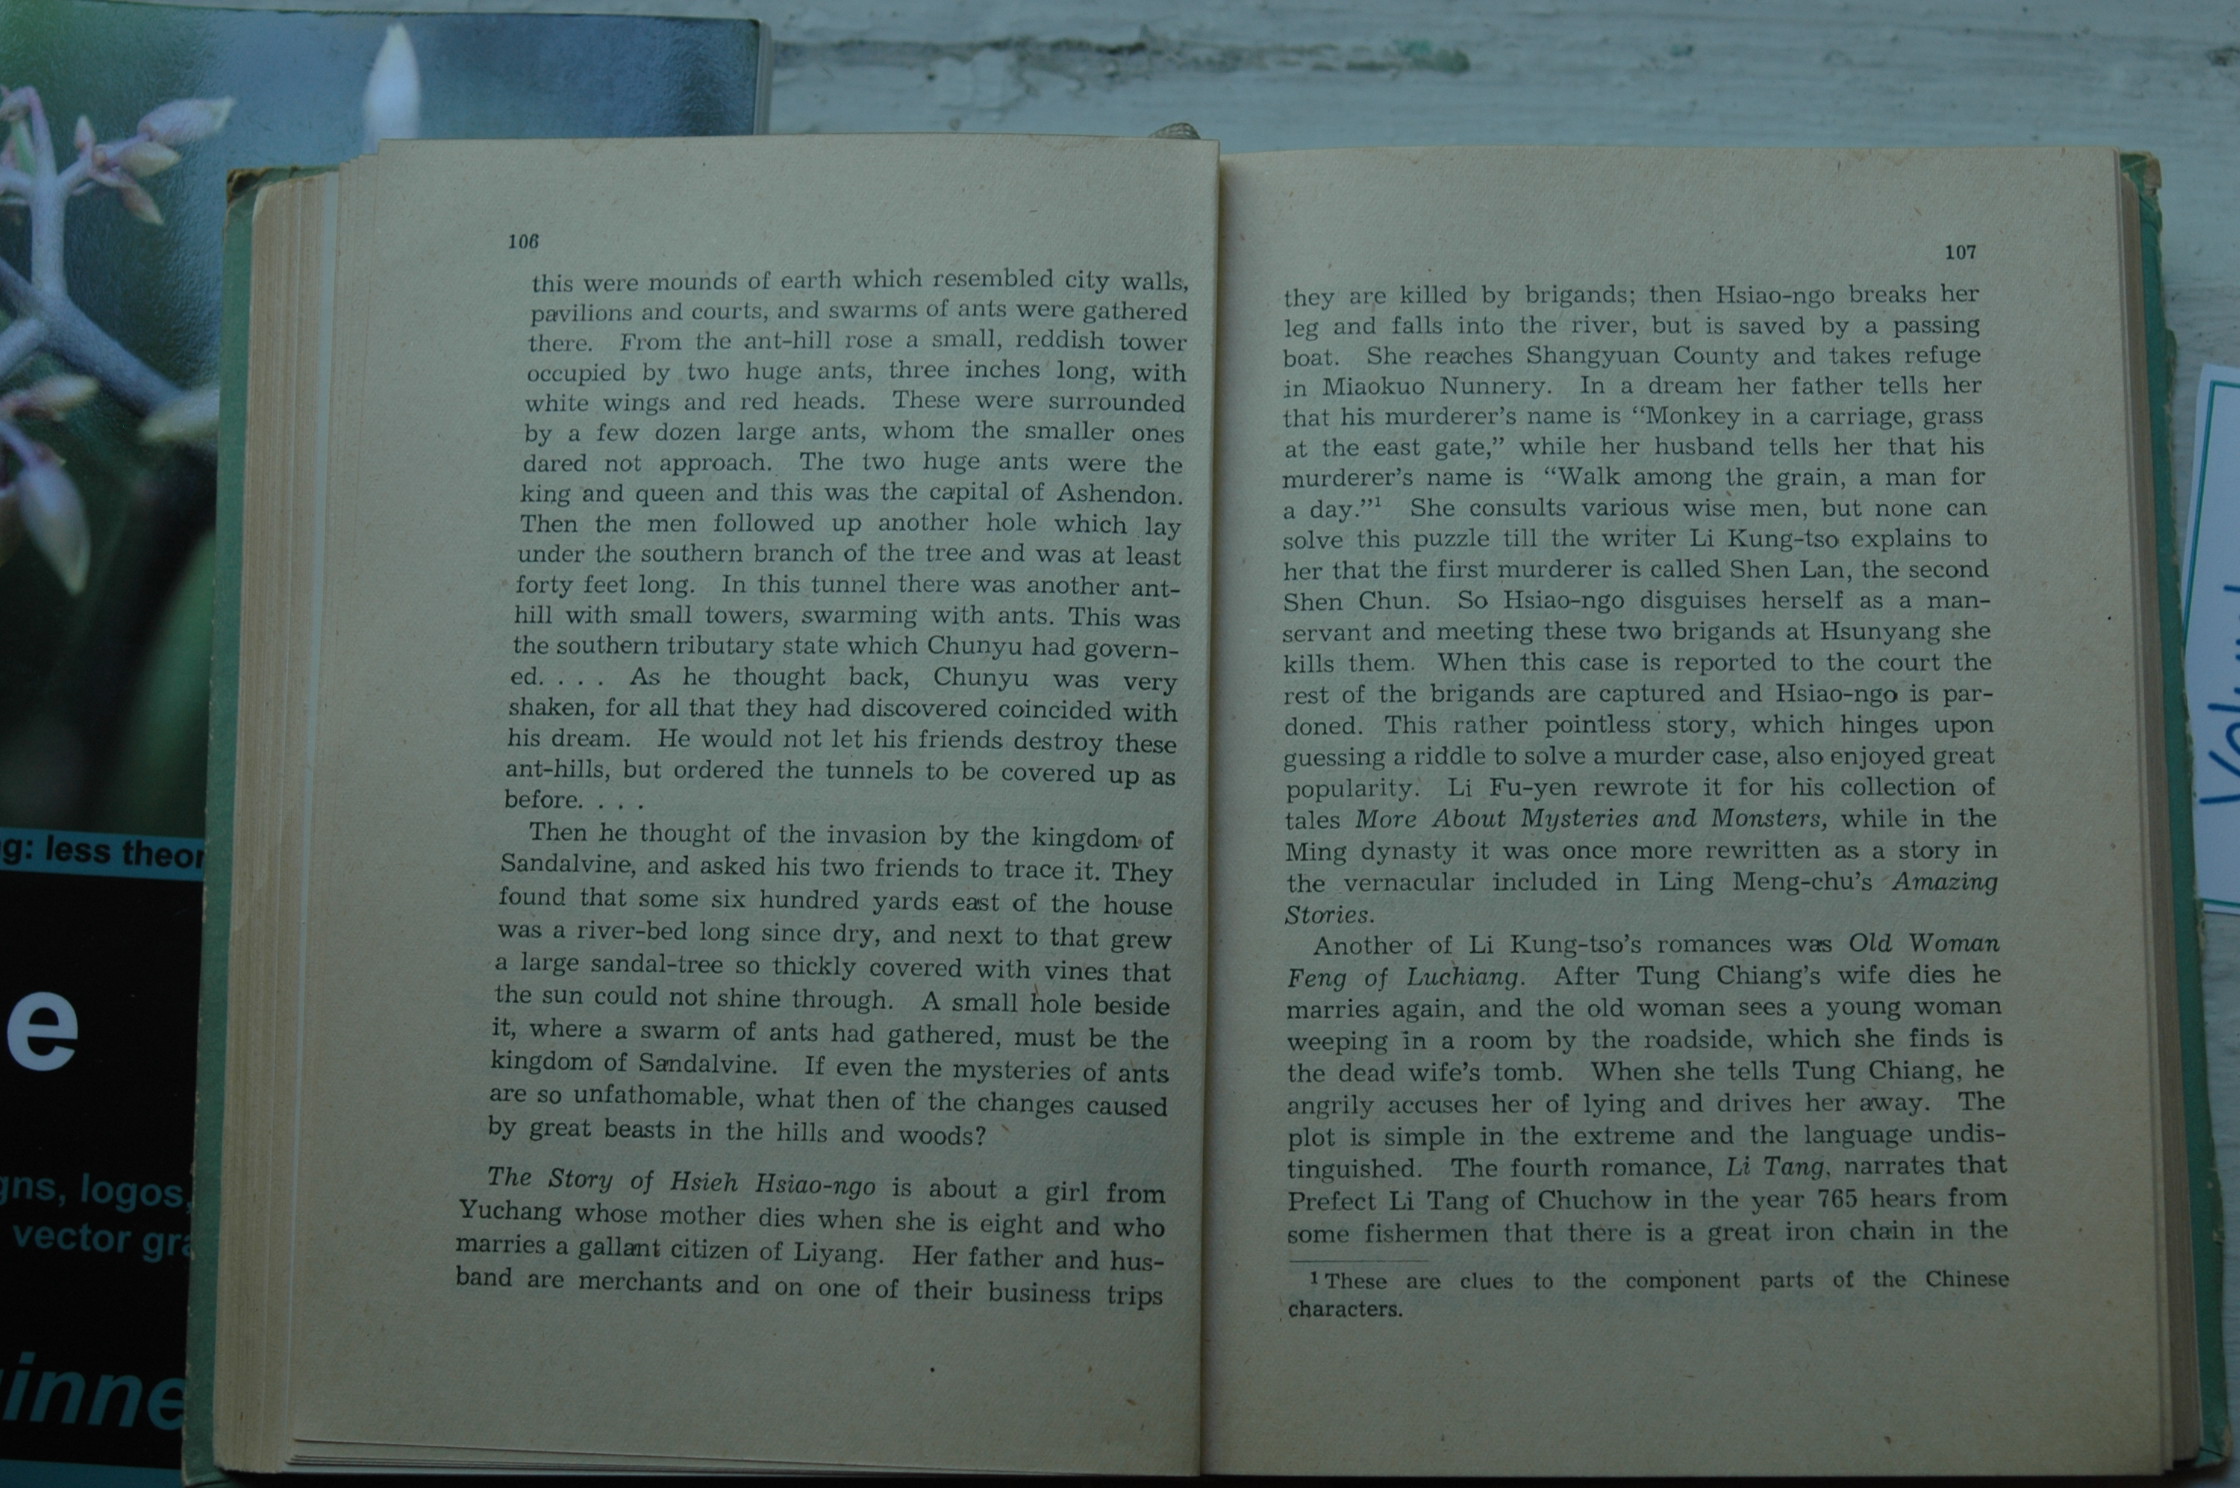 106
this were mounds of earth which resembled city walls,
pavilions and courts, and swarms of ants were gathered
there. From the ant-hill rose a small, reddish tower
occupied by two huge ants, three inches long, with
white wings and red heads. These were surrounded
by a few dozen large ants, whom the smaller ones
dared not approach. The two huge ants were the
king and queen and this was the capital of Ashendon.
Then the men followed up another hole which lay
under the southern branch of the tree and was at least
forty feet long. In this tunnel there was another ant-
hill with small towers, swarming with ants. This was
the southern tributary state which Chunyu had govern-
ed. . . . As he thought back, Chunyu was very
shaken, for all that they had discovered coincided with
his dream. He would not let his friends destroy these
ant-hills, but ordered the tunnels to be covered up as
before. . . .
Then he thought of the invasion by the kingdom of
Sandalvine, and asked his two friends to trace it. They
found that some six hundred yards east of the house
was a river-bed long since dry, and next to that grew
a large sandal-tree so thickly covered with vines that
the sun could not shine through. A small hole beside
it, where a swarm of ants had gathered, must be the
kingdom of Sandalvine. If even the mysteries of ants
are so unfathomable, what then of the changes caused
by great beasts in the hills and woods?
The Story of Hsieh Hsiao-ngo is about a girl from
Yuchang whose mother dies when she is eight and who
marries a gallant citizen of Liyang. Her father and hus-
band are merchants and on one of their business trips
107
they are killed by brigands; then Hsiao-ngo breaks her
leg and falls into the river, but is saved by a passing
boat. She reaches Shangyuan County and takes refuge
in Miaokuo Nunnery. In a dream her father tells her
that his murderer's name is “Monkey in a carriage, grass
at the east gate,” while her husband tells her that his
murderer's name is “Walk among the grain, a man for
a day.”¹ She consults various wise men, but none can
solve this puzzle till the writer Li Kung-tso explains to
her that the first murderer is called Shen Lan, the second
Shen Chun. So Hsiao-ngo disguises herself as a man-
servant and meeting these two brigands at Hsunyang she
kills them. When this case is reported to the court the
rest of the brigands are captured and Hsiao-ngo is par-
doned. This rather pointless story, which hinges upon
guessing a riddle to solve a murder case, also enjoyed great
popularity. Li Fu-yen rewrote it for his collection of
tales More About Mysteries and Monsters, while in the
Ming dynasty it was once more rewritten as a story in
the vernacular included in Ling Meng-chu's Amazing
Stories.
Another of Li Kung-tso's romances was Old Woman
Feng of Luchiang. After Tung Chiang's wife dies he
marries again, and the old woman sees a young woman
weeping in a room by the roadside, which she finds is
the dead wife's tomb. When she tells Tung Chiang, he
angrily accuses her of lying and drives her away. The
plot is simple in the extreme and the language undis-
tinguished. The fourth romance, Li Tang, narrates that
Prefect Li Tang of Chuchow in the year 765 hears from
some fishermen that there is a great iron chain in the
¹ These are clues to the component parts of the Chinese
characters.
g: less theor
e
gns, logos,
vector gra
inne